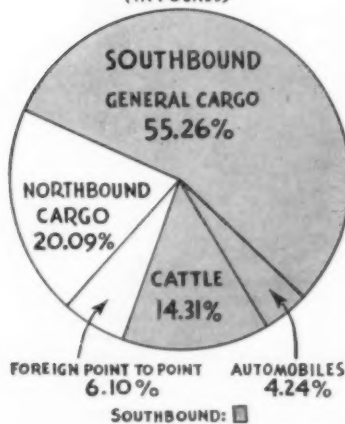 SOUTHBOUND
GENERAL CARGO
55.26%
NORTHBOUND
CARGO
20.09%
CATTLE
14.31%
FOREIGN POINT TO POINT
6.10%
AUTOMOBILES
4.24%
SOUTHBOUND: